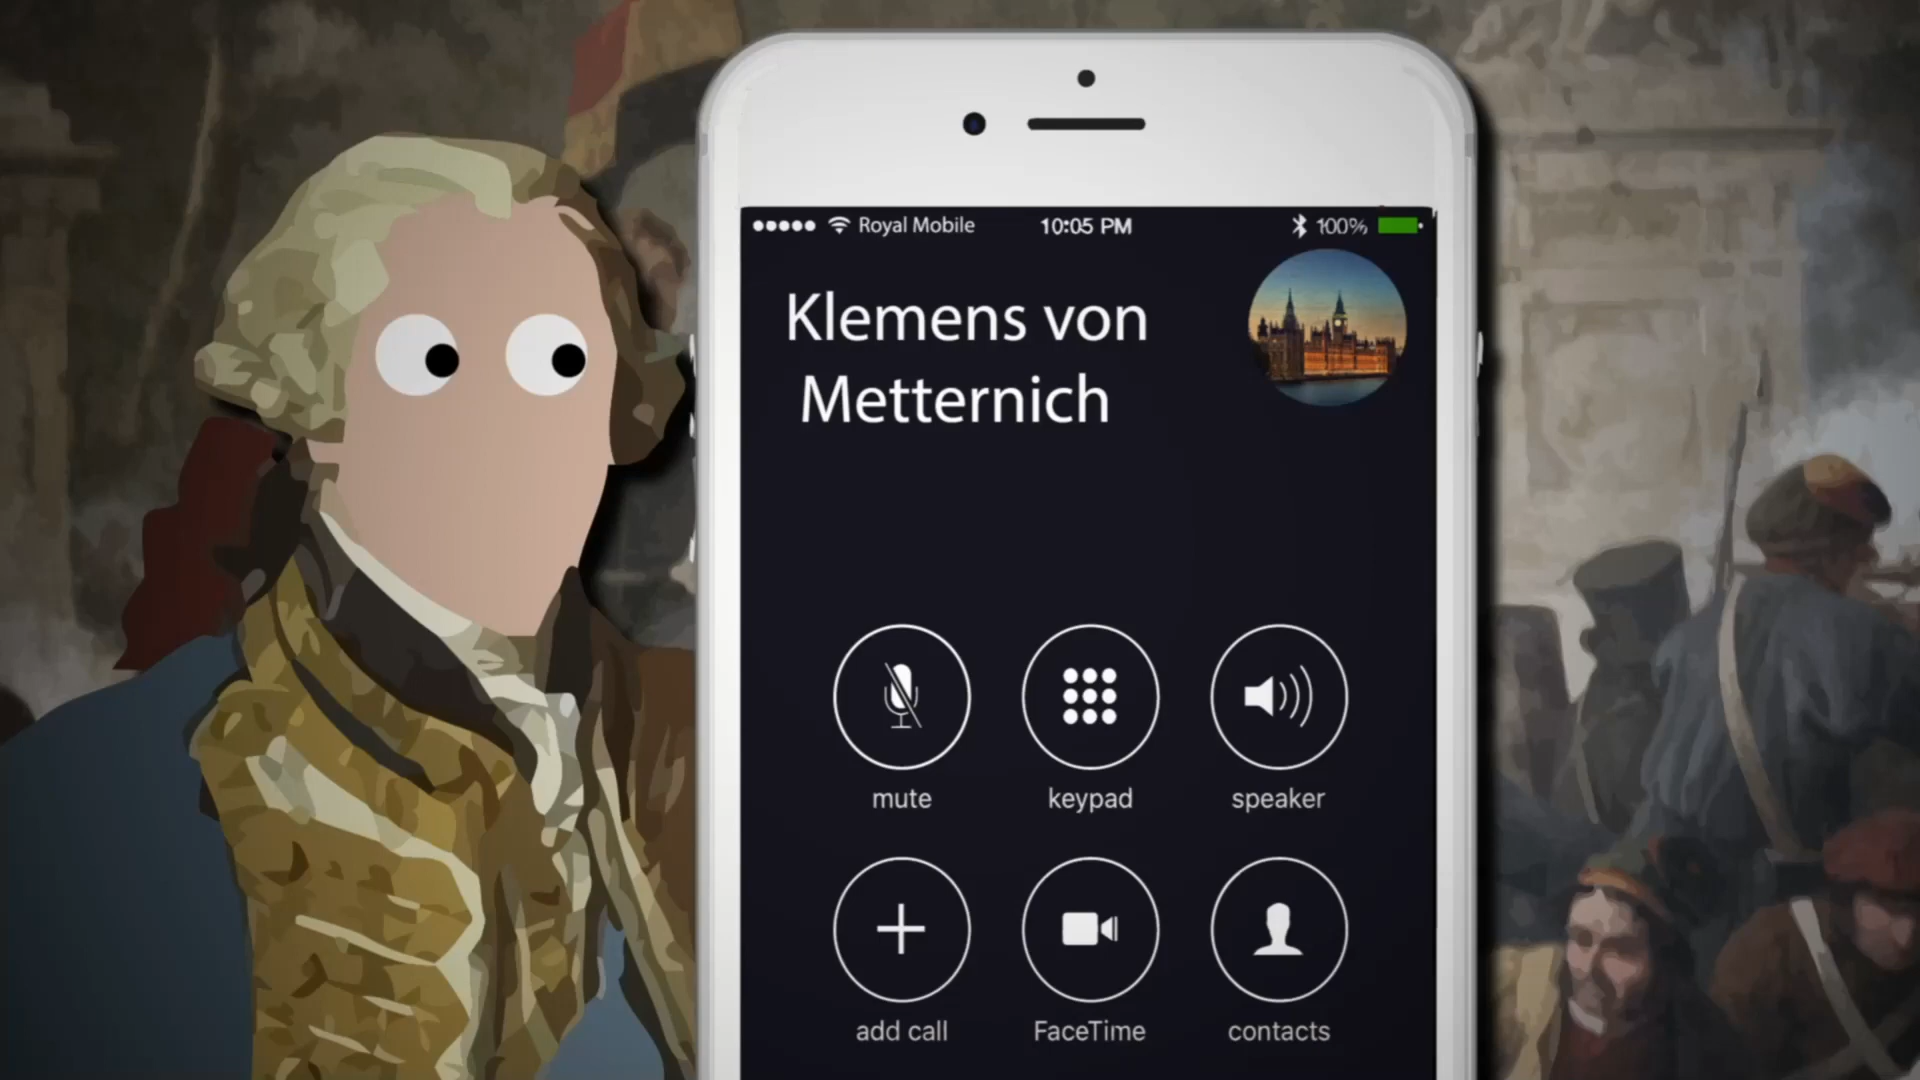 Royal Mobile 10:05 PM 100%
Klemens von
Metternich
mute keypad speaker
add call FaceTime contacts